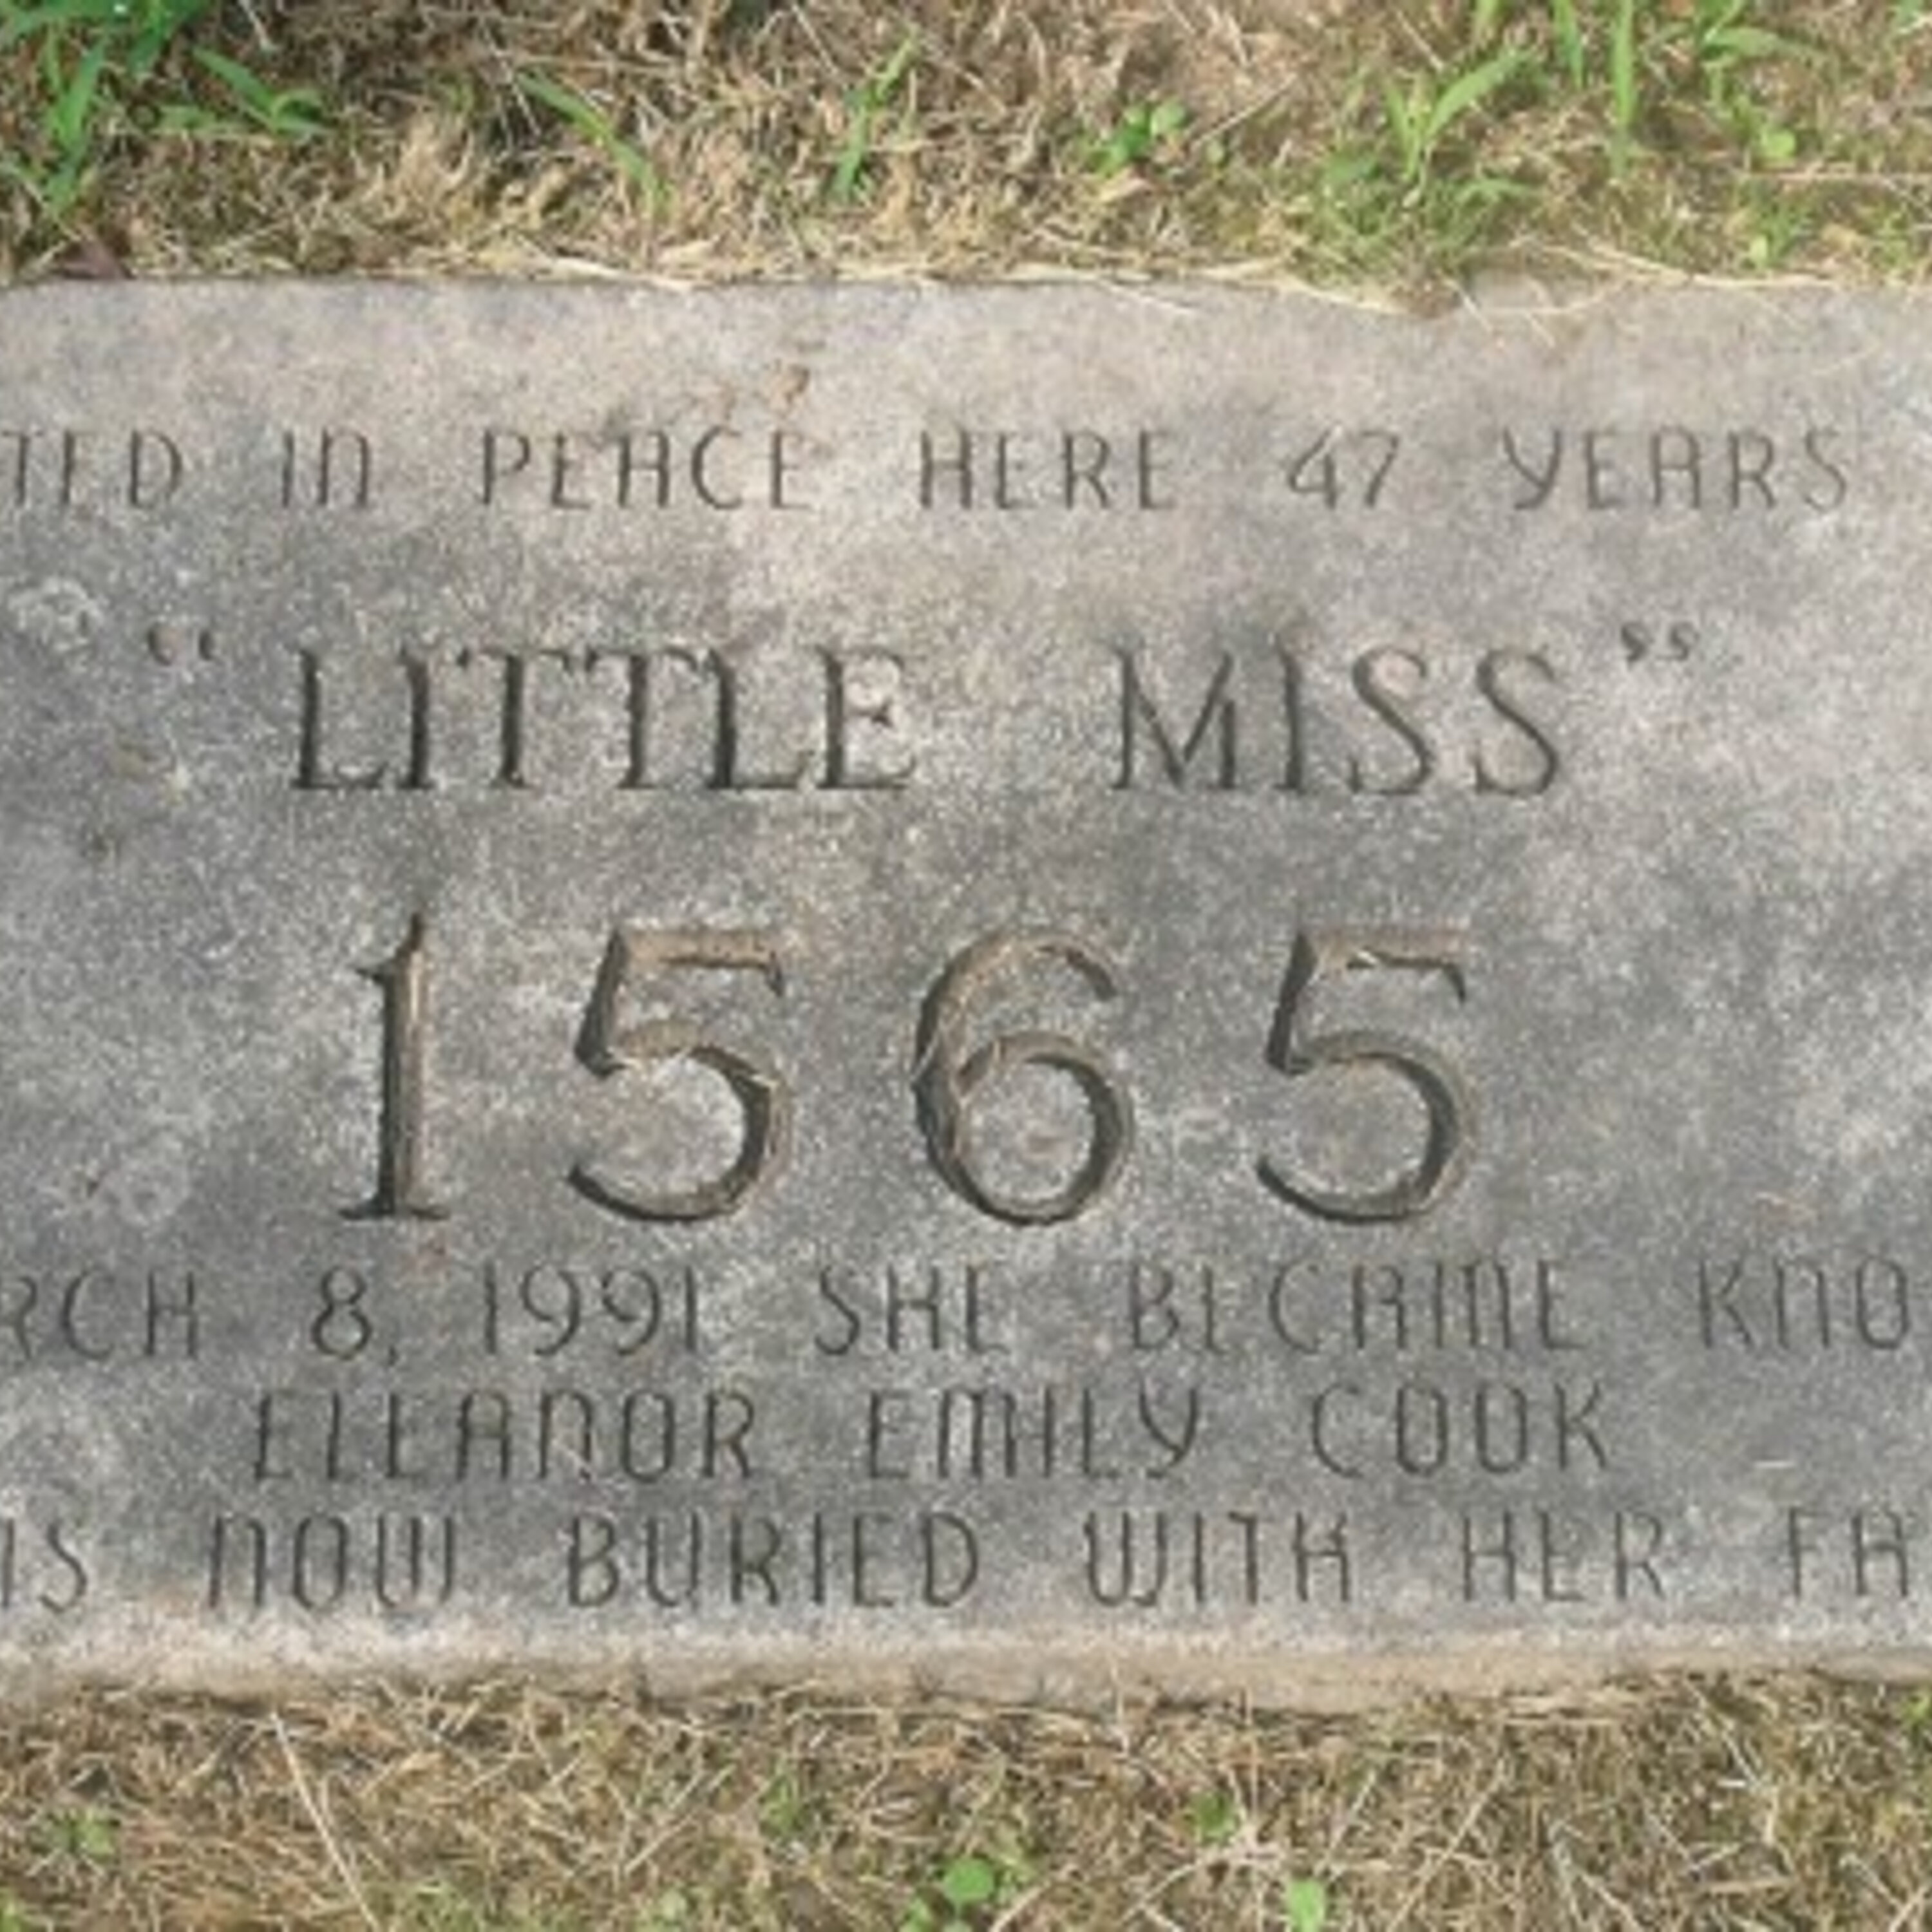 TED IN PEACE HERE 47 YEARS
“LITTLE MISS”
1565
RCH 8, 1991 SHE BECAME KNO
ELEANOR EMILY COOK
IS NOW BURIED WITH HER FA